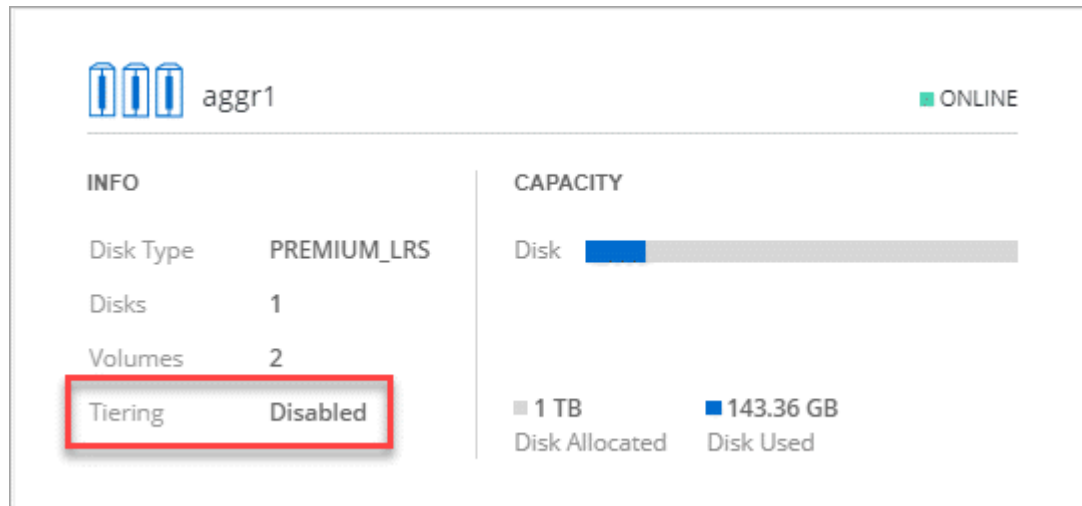 aggr1
ONLINE
INFO
Disk Type PREMIUM_LRS
Disks 1
Volumes 2
Tiering Disabled
CAPACITY
Disk
1 TB 143.36 GB
Disk Allocated Disk Used